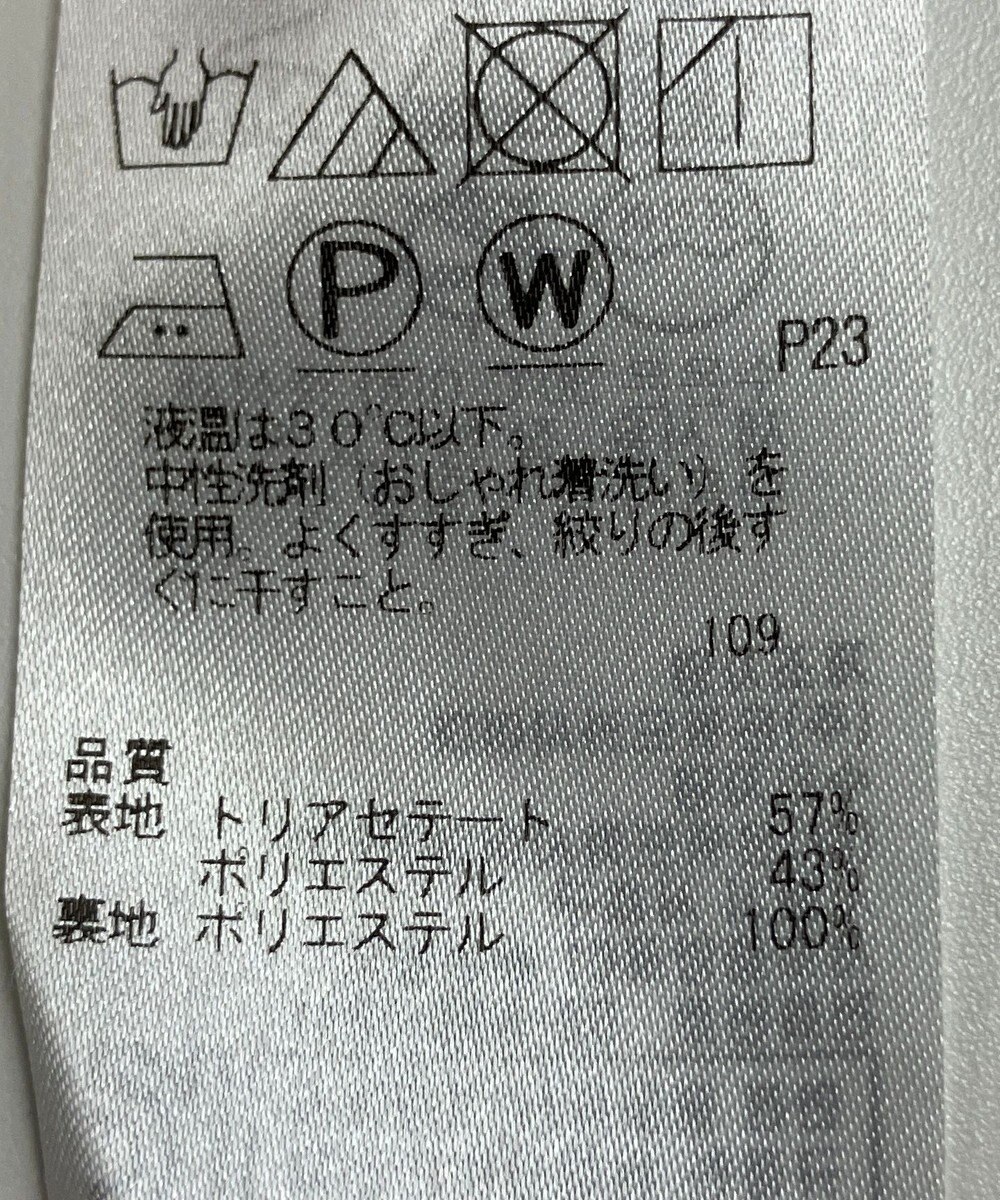 P W P23
液温は30℃以下。
中性洗剤(おしゃれ着洗い)を
使用。よくすすぎ、絞りの後す
ぐに干すこと。
109
品質
表地 トリアセテート 57%
ポリエステル 43%
裏地 ポリエステル 100%